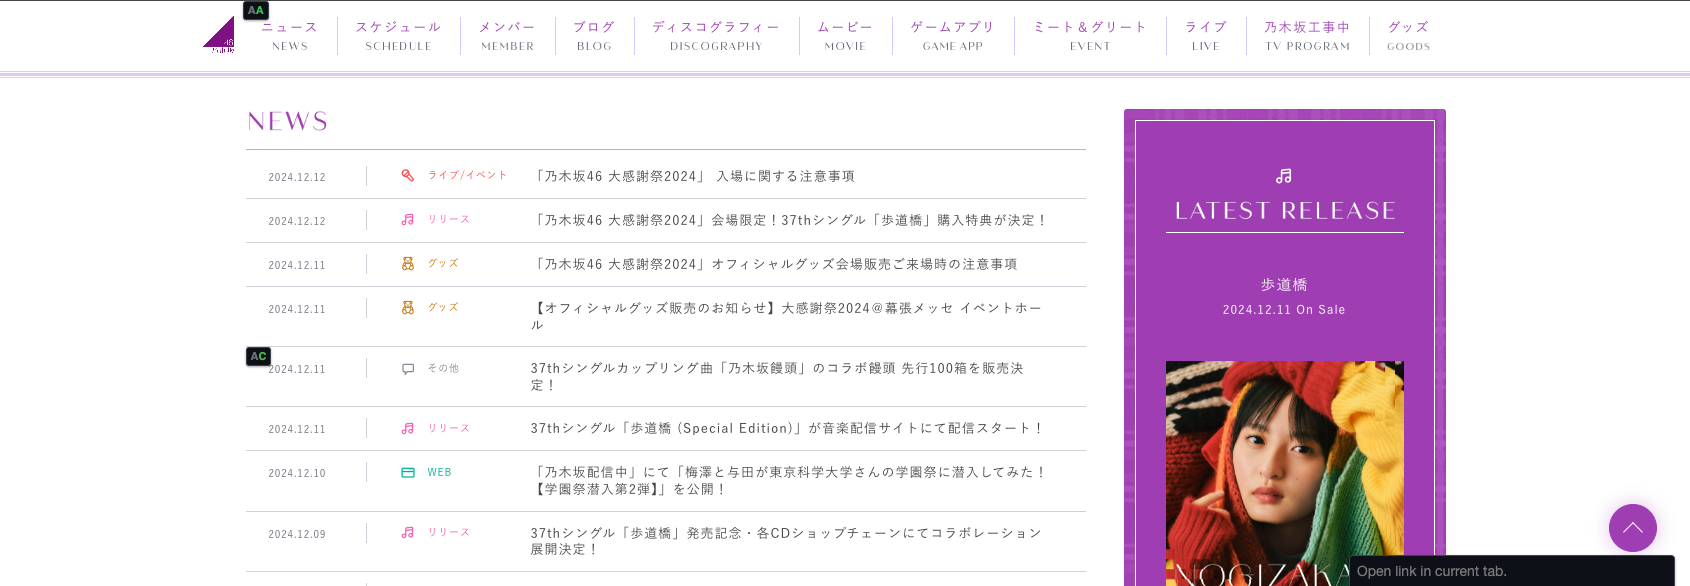 AA
ニュース
NEWS
スケジュール
SCHEDULE
メンバー
MEMBER
ブログ
BLOG
ディスコグラフィー
DISCOGRAPHY
ムービー
MOVIE
ゲームアプリ
GAME APP
ミート＆グリート
EVENT
ライブ
LIVE
乃木坂工事中
TV PROGRAM
グッズ
GOODS
NEWS
2024.12.12 ライブ/イベント 「乃木坂46 大感謝祭2024」 入場に関する注意事項
2024.12.12 リリース 「乃木坂46 大感謝祭2024」会場限定！37thシングル「歩道橋」購入特典が決定！
2024.12.11 グッズ 「乃木坂46 大感謝祭2024」オフィシャルグッズ会場販売ご来場時の注意事項
2024.12.11 グッズ 【オフィシャルグッズ販売のお知らせ】大感謝祭2024＠幕張メッセ イベントホー
ル
AC
2024.12.11 その他 37thシングルカップリング曲「乃木坂饅頭」のコラボ饅頭 先行100箱を販売決
定！
2024.12.11 リリース 37thシングル「歩道橋 (Special Edition)」が音楽配信サイトにて配信スタート！
2024.12.10 WEB 「乃木坂配信中」にて「梅澤と与田が東京科学大学さんの学園祭に潜入してみた！
【学園祭潜入第2弾】」を公開！
2024.12.09 リリース 37thシングル「歩道橋」発売記念・各CDショップチェーンにてコラボレーション
展開決定！
LATEST RELEASE
歩道橋
2024.12.11 On Sale
NOGIZAKA
Open link in current tab.